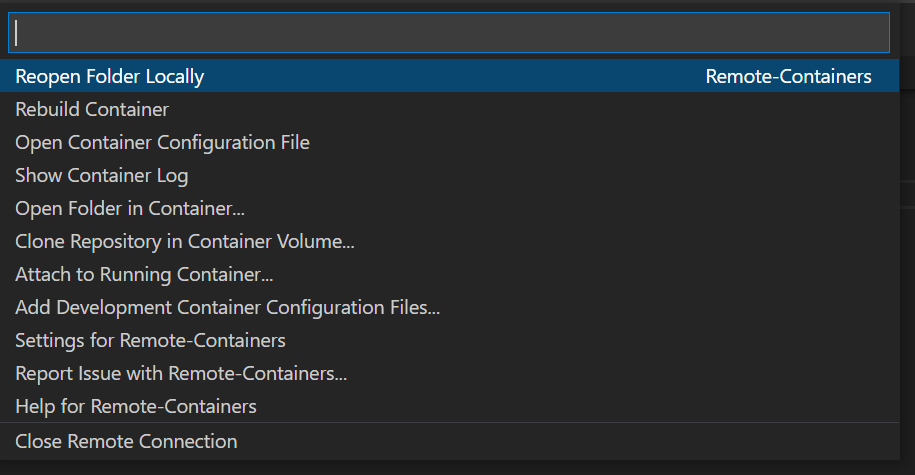 Reopen Folder Locally Remote-Containers
Rebuild Container
Open Container Configuration File
Show Container Log
Open Folder in Container...
Clone Repository in Container Volume...
Attach to Running Container...
Add Development Container Configuration Files...
Settings for Remote-Containers
Report Issue with Remote-Containers...
Help for Remote-Containers
Close Remote Connection